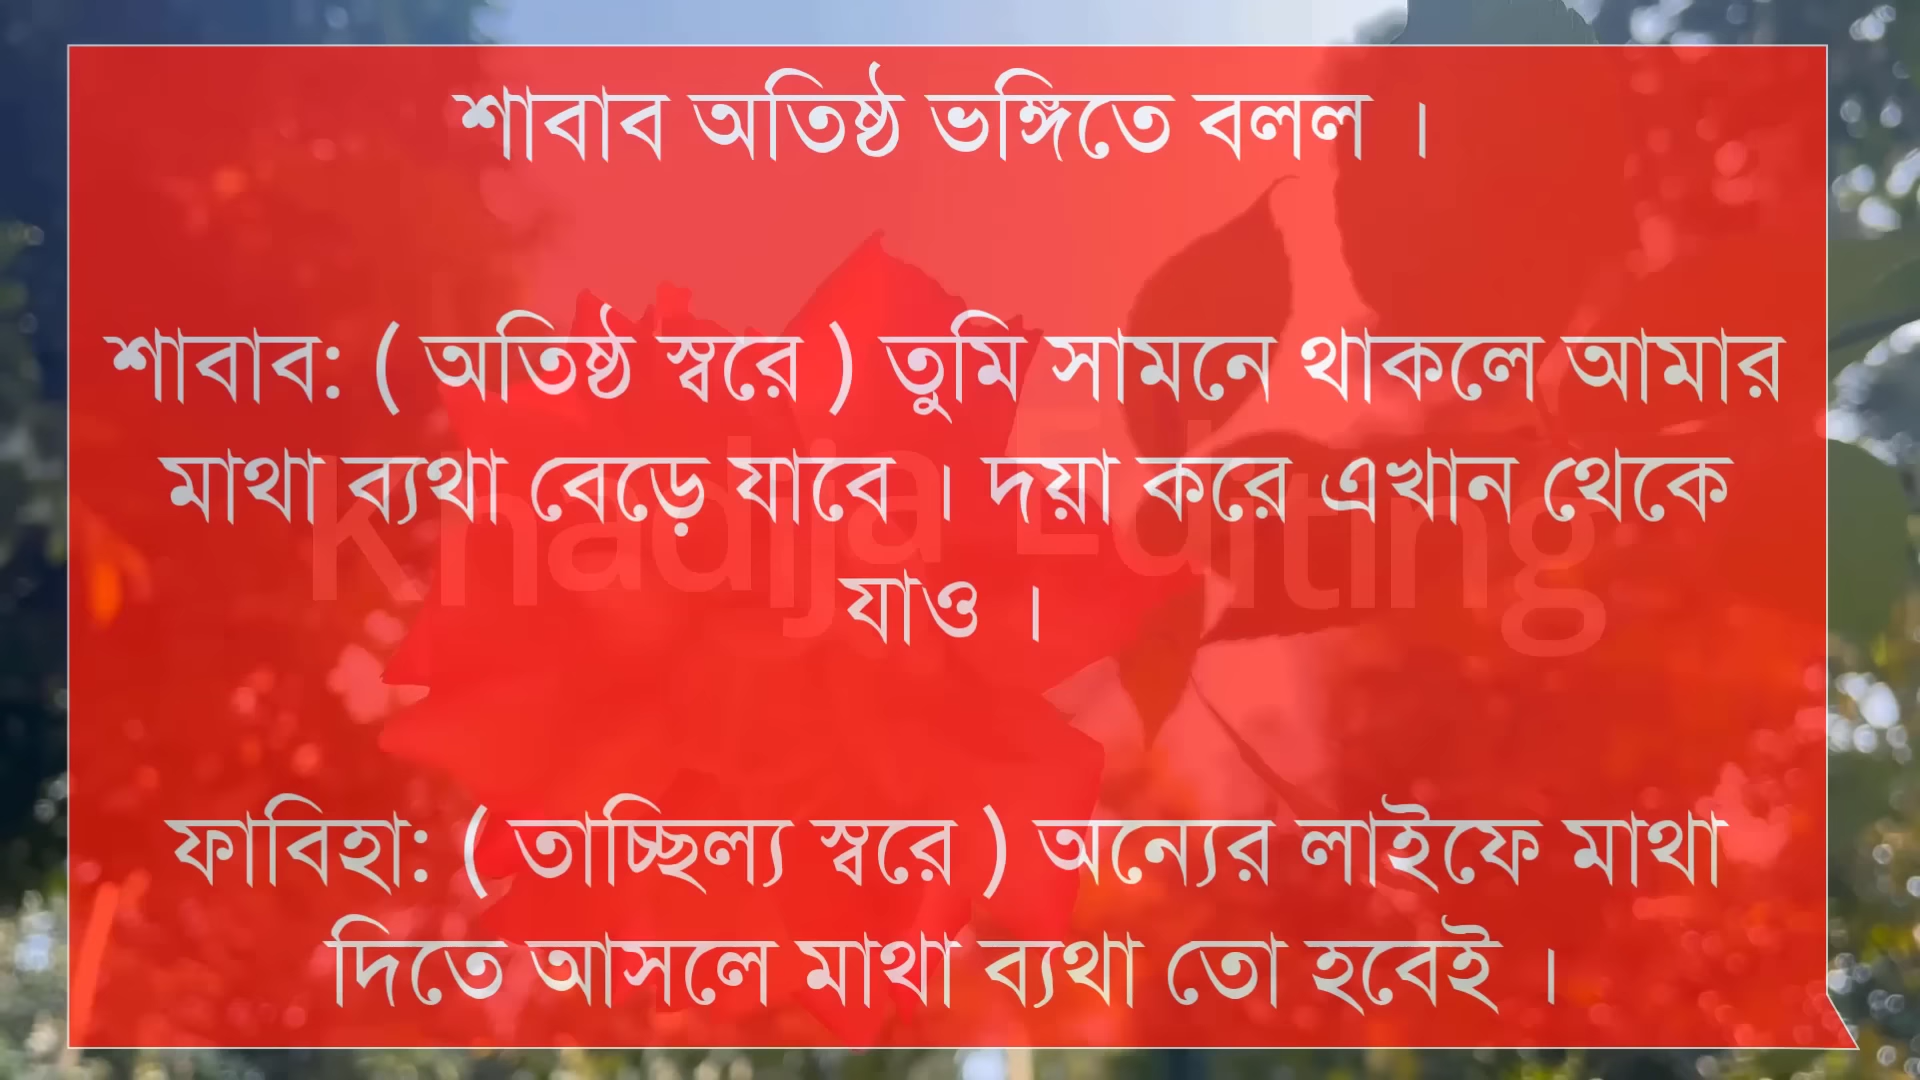 শাবাব অতিষ্ঠ ভঙ্গিতে বলল ।
শাবাব: ( অতিষ্ঠ স্বরে ) তুমি সামনে থাকলে আমার
মাথা ব্যথা বেড়ে যাবে । দয়া করে এখান থেকে
যাও ।
Khadija Editing
ফাবিহা: ( তাচ্ছিল্য স্বরে ) অন্যের লাইফে মাথা
দিতে আসলে মাথা ব্যথা তো হবেই ।